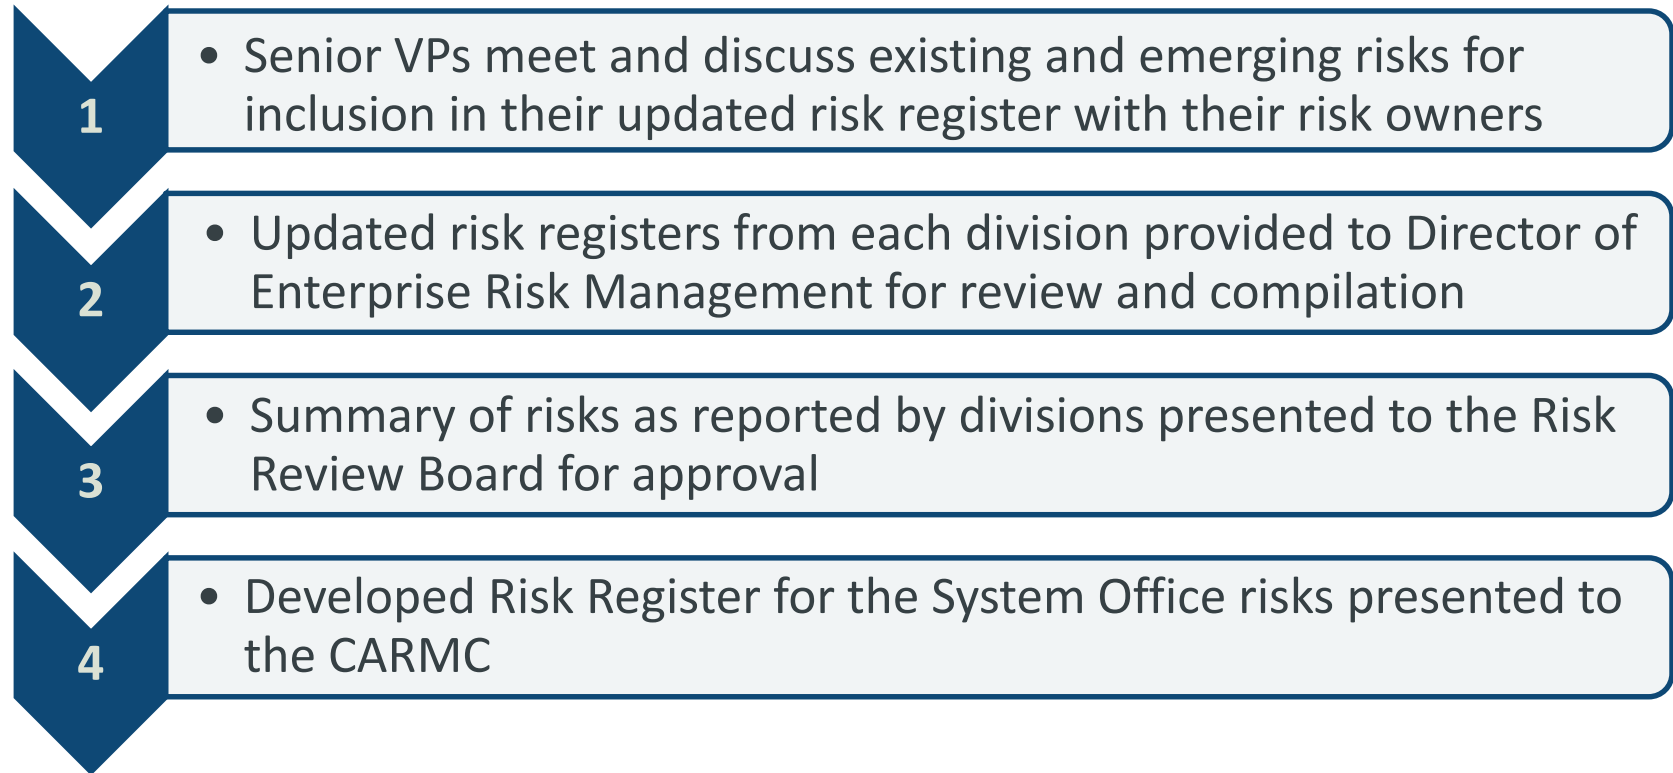 1
• Senior VPs meet and discuss existing and emerging risks for
inclusion in their updated risk register with their risk owners
2
• Updated risk registers from each division provided to Director of
Enterprise Risk Management for review and compilation
3
• Summary of risks as reported by divisions presented to the Risk
Review Board for approval
4
• Developed Risk Register for the System Office risks presented to
the CARMC